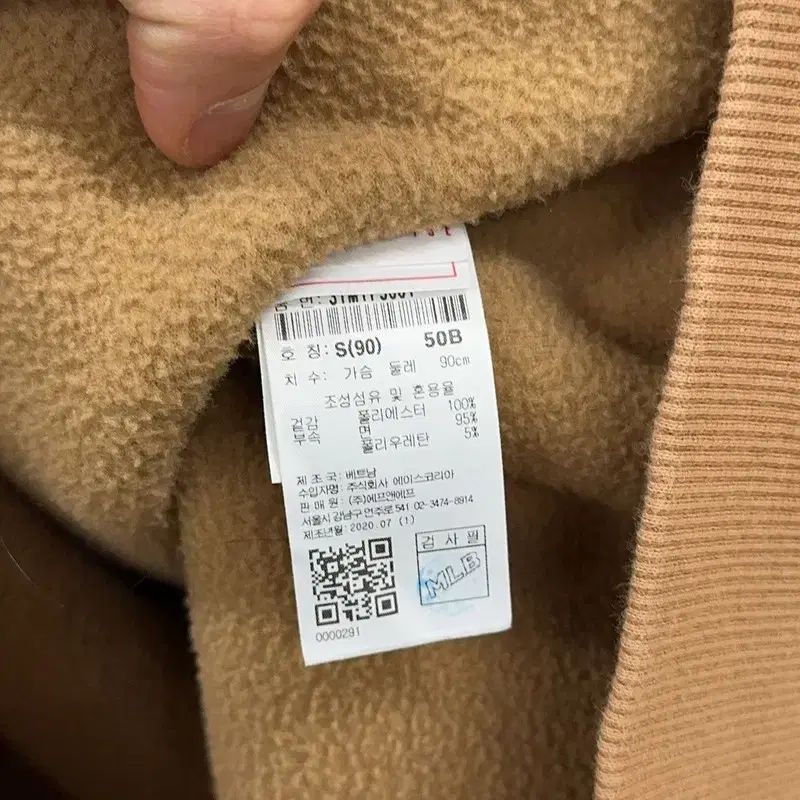 호 칭: S(90) 50B
치 수: 가슴 둘레 90cm
조성섬유 및 혼용율
겉감 폴리에스터 100%
부속 면 95%
폴리우레탄 5%
제 조 국: 베트남
수입자명: 주식회사 에이스코리아
판 매 원: (주)에프앤에프
서울시 강남구 언주로 541 02-3474-8914
제조년월: 2020.07 (1)
검 사 필
MLB
0000291